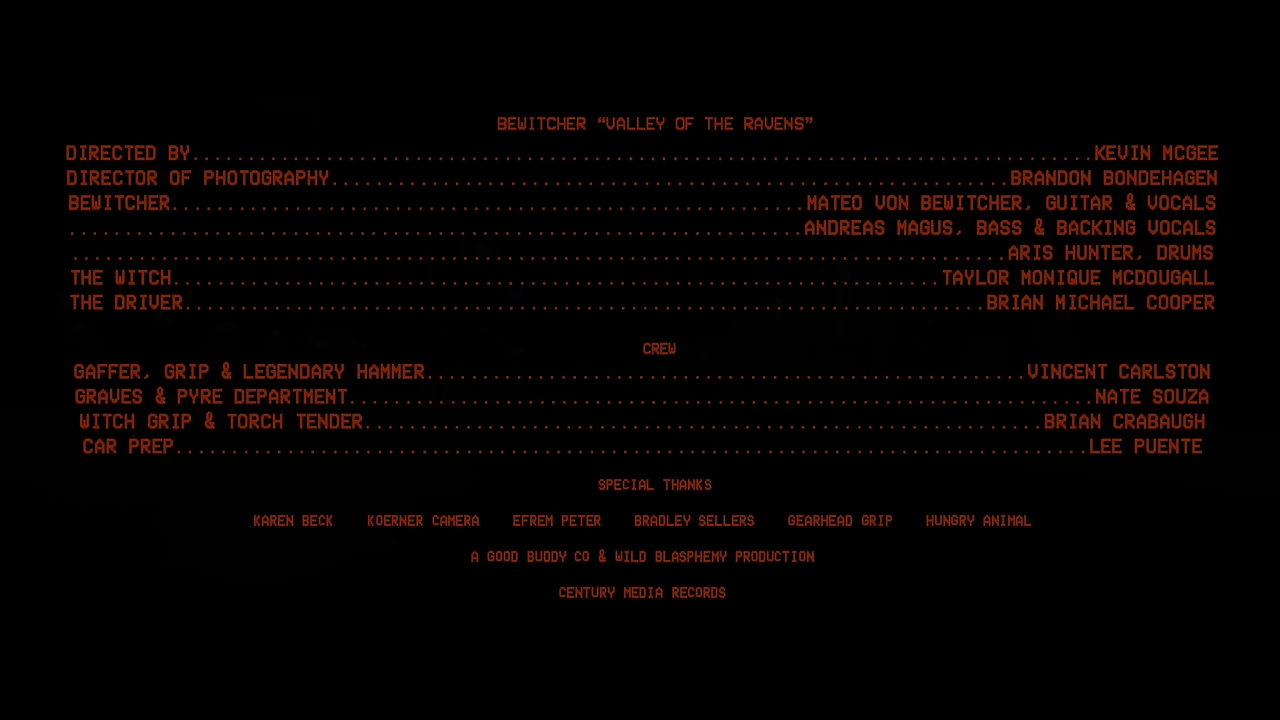 BEWITCHER “VALLEY OF THE RAVENS”
DIRECTED BY................................................................................KEVIN MCGEE
DIRECTOR OF PHOTOGRAPHY............................................................BRANDON BONDEHAGEN
BEWITCHER........................................................MATEO VON BEWITCHER, GUITAR & VOCALS
.................................................................ANDREAS MAGUS, BASS & BACKING VOCALS
...................................................................................ARIS HUNTER, DRUMS
THE WITCH....................................................................TAYLOR MONIQUE MCDOUGALL
THE DRIVER.......................................................................BRIAN MICHAEL COOPER
CREW
GAFFER, GRIP & LEGENDARY HAMMER.....................................................VINCENT CARLSTON
GRAVES & PYRE DEPARTMENT..................................................................NATE SOUZA
WITCH GRIP & TORCH TENDER............................................................BRIAN CRABAUGH
CAR PREP.................................................................................LEE PUENTE
SPECIAL THANKS
KAREN BECK KOERNER CAMERA EFREM PETER BRADLEY SELLERS GEARHEAD GRIP HUNGRY ANIMAL
A GOOD BUDDY CO & WILD BLASPHEMY PRODUCTION
CENTURY MEDIA RECORDS